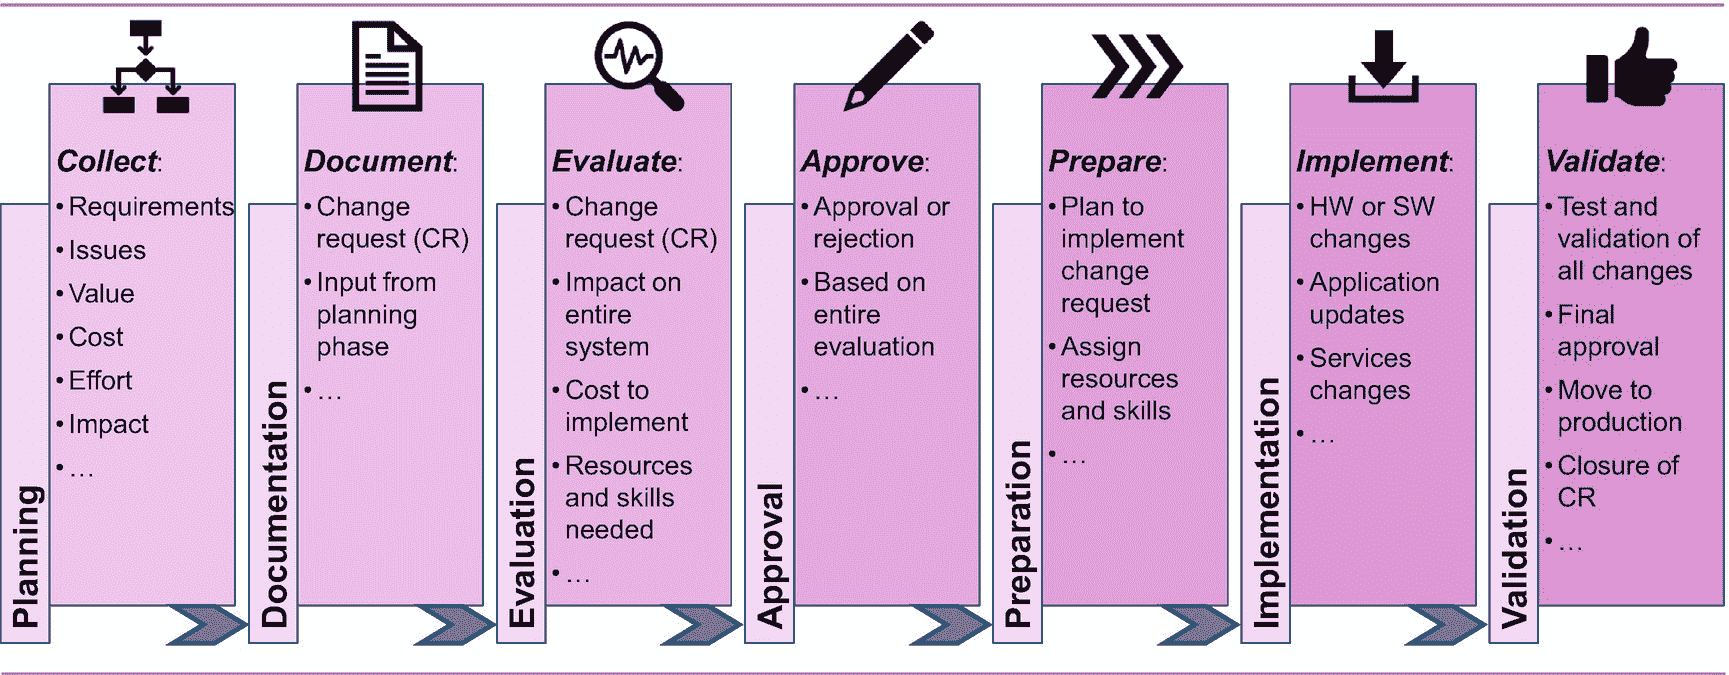 Planning
Collect:
• Requirements
• Issues
• Value
• Cost
• Effort
• Impact
• …
Documentation
Document:
• Change
request (CR)
• Input from
planning
phase
• …
Evaluation
Evaluate:
• Change
request (CR)
• Impact on
entire
system
• Cost to
implement
• Resources
and skills
needed
• …
Approval
Approve:
• Approval or
rejection
• Based on
entire
evaluation
• …
Preparation
Prepare:
• Plan to
implement
change
request
• Assign
resources
and skills
• …
Implementation
Implement:
• HW or SW
changes
• Application
updates
• Services
changes
• …
Validation
Validate:
• Test and
validation of
all changes
• Final
approval
• Move to
production
• Closure of
CR
• …